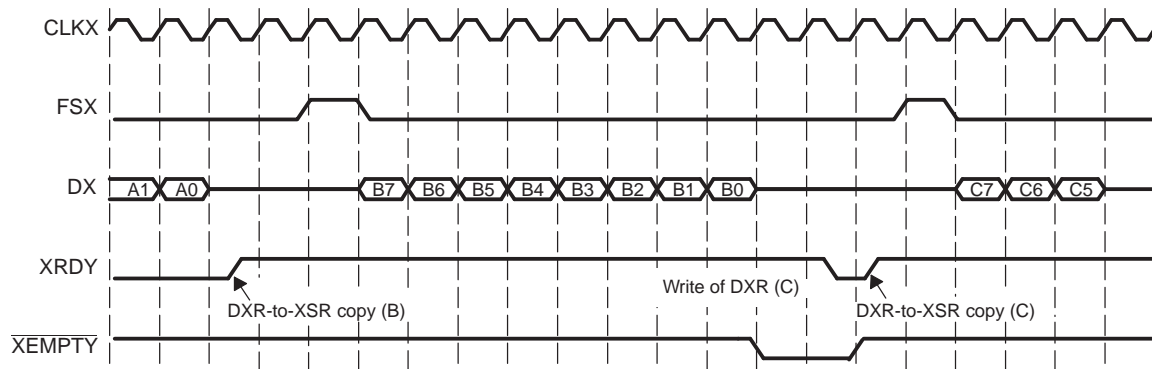 CLKX
FSX
DX A1 A0 B7 B6 B5 B4 B3 B2 B1 B0 C7 C6 C5
XRDY
Write of DXR (C)
DXR-to-XSR copy (B) DXR-to-XSR copy (C)
XEMPTY